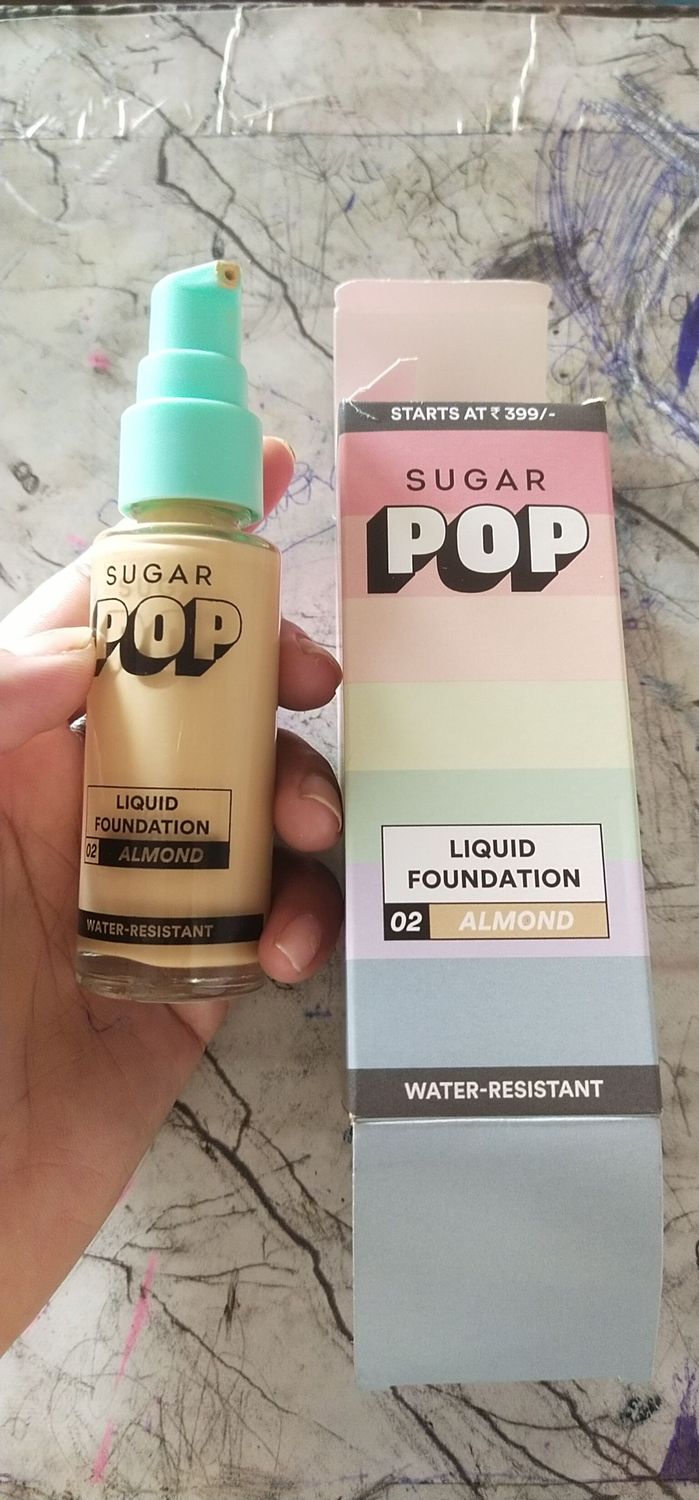 SUGAR
POP
LIQUID
FOUNDATION
02 ALMOND
WATER-RESISTANT
STARTS AT ₹ 399/-
SUGAR
POP
LIQUID
FOUNDATION
02 ALMOND
WATER-RESISTANT